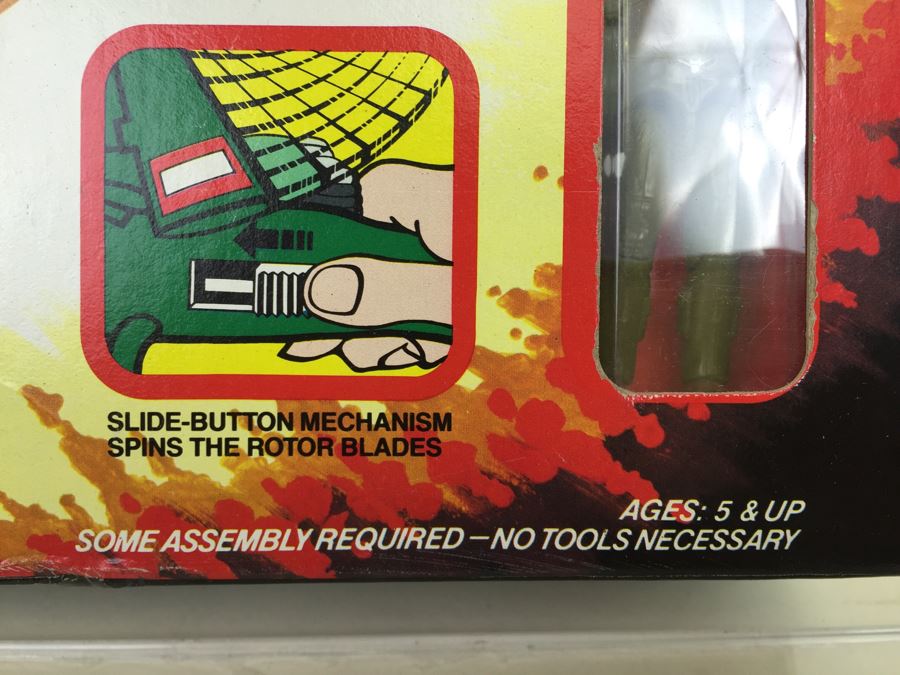 SLIDE-BUTTON MECHANISM
SPINS THE ROTOR BLADES
AGES: 5 & UP
SOME ASSEMBLY REQUIRED – NO TOOLS NECESSARY